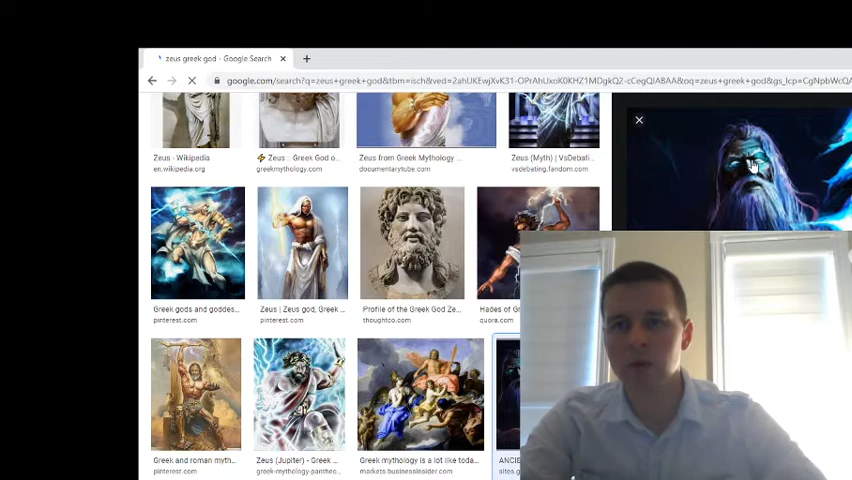 zeus greek god - Google Search
google.com/search?q=zeus+greek+god&tbm=isch&ved=2ahUKEwjXvK31-OPrAhUxoK0KHZ1MDgkQ2-cCegQIABAA&oq=zeus+greek+god&gs_lcp=CgNpbWcQA
Zeus - Wikipedia
en.wikipedia.org
Zeus :: Greek God o...
greekmythology.com
Zeus from Greek Mythology ...
documentarytube.com
Zeus (Myth) | VsDebati...
vsdebating.fandom.com
Greek gods and goddes...
pinterest.com
Zeus | Zeus god, Greek ...
pinterest.com
Profile of the Greek God Ze...
thoughtco.com
Hades of Gr
quora.com
Greek and roman myth...
pinterest.com
Zeus (Jupiter) - Greek ...
greek-mythology-pantheo...
Greek mythology is a lot like toda...
markets.businessinsider.com
ANCIE
sites.g